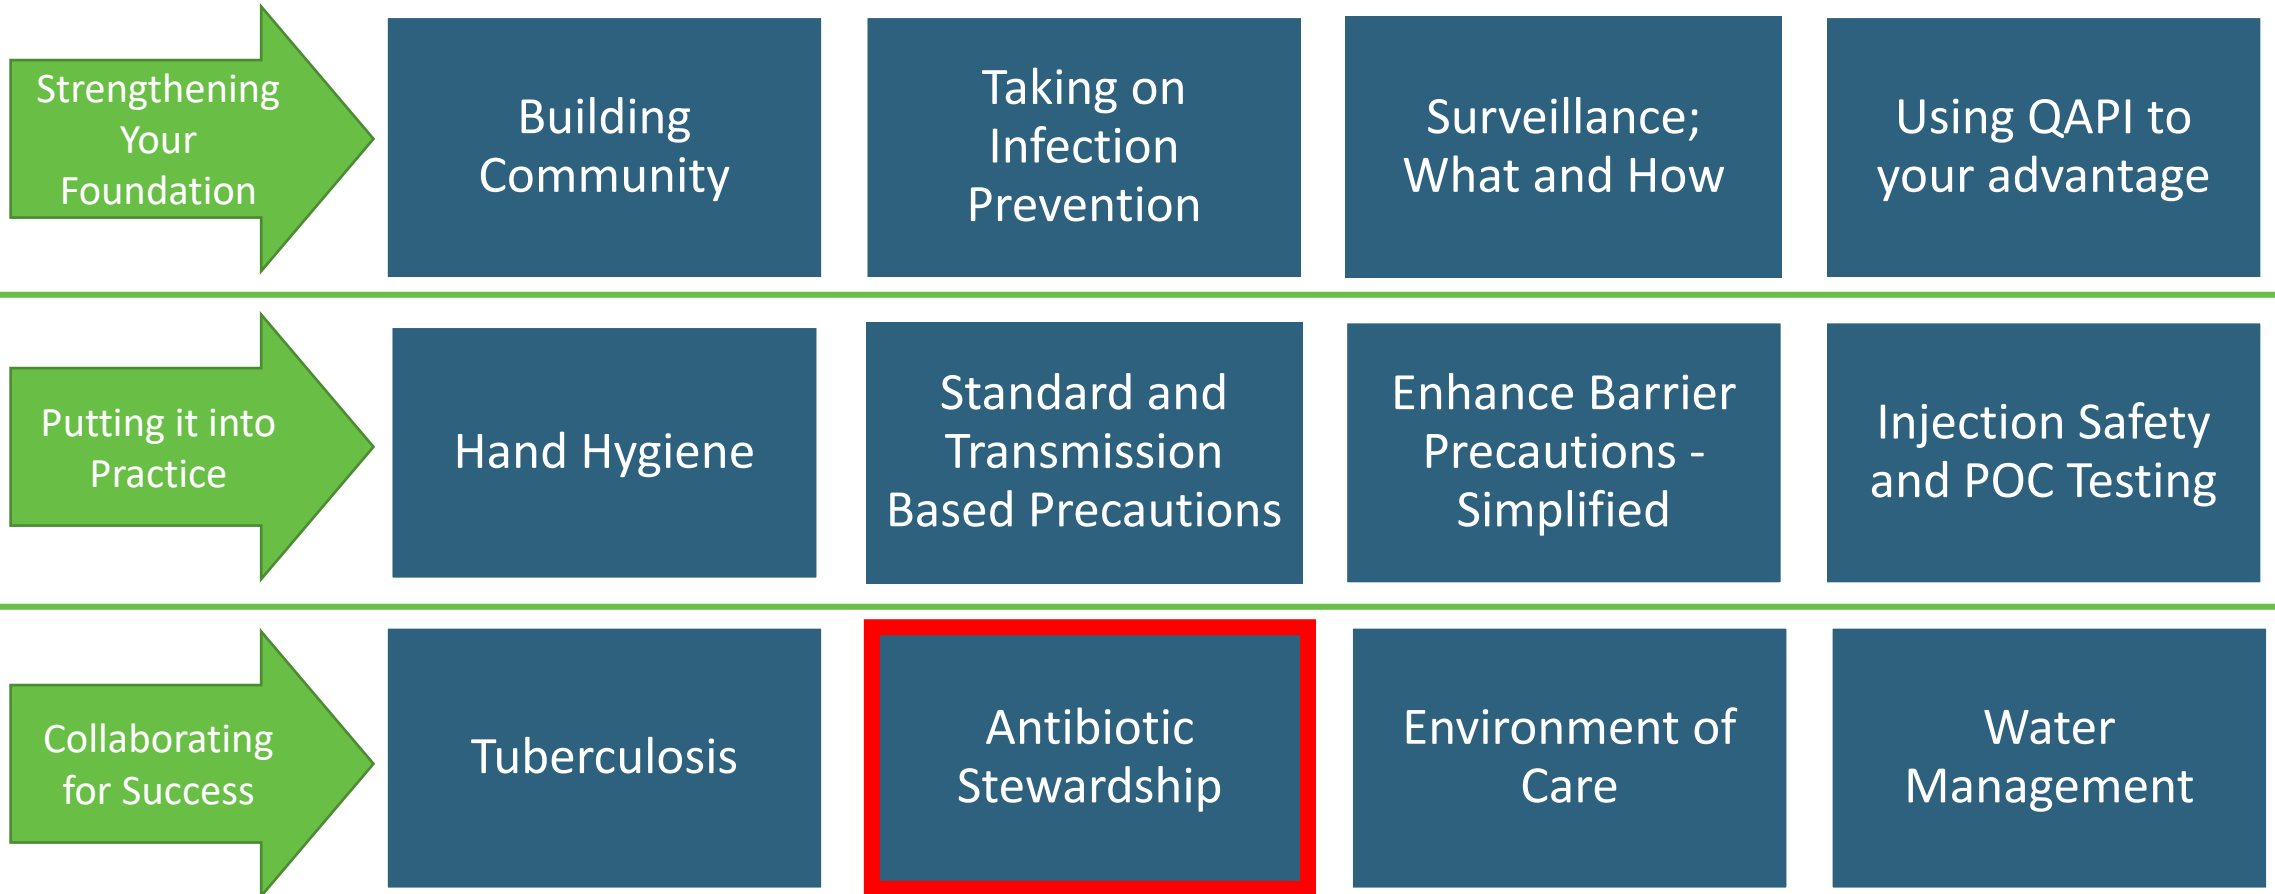 Strengthening
Your
Foundation
Building
Community
Taking on
Infection
Prevention
Surveillance;
What and How
Using QAPI to
your advantage
Putting it into
Practice
Hand Hygiene
Standard and
Transmission
Based Precautions
Enhance Barrier
Precautions -
Simplified
Injection Safety
and POC Testing
Collaborating
for Success
Tuberculosis
Antibiotic
Stewardship
Environment of
Care
Water
Management